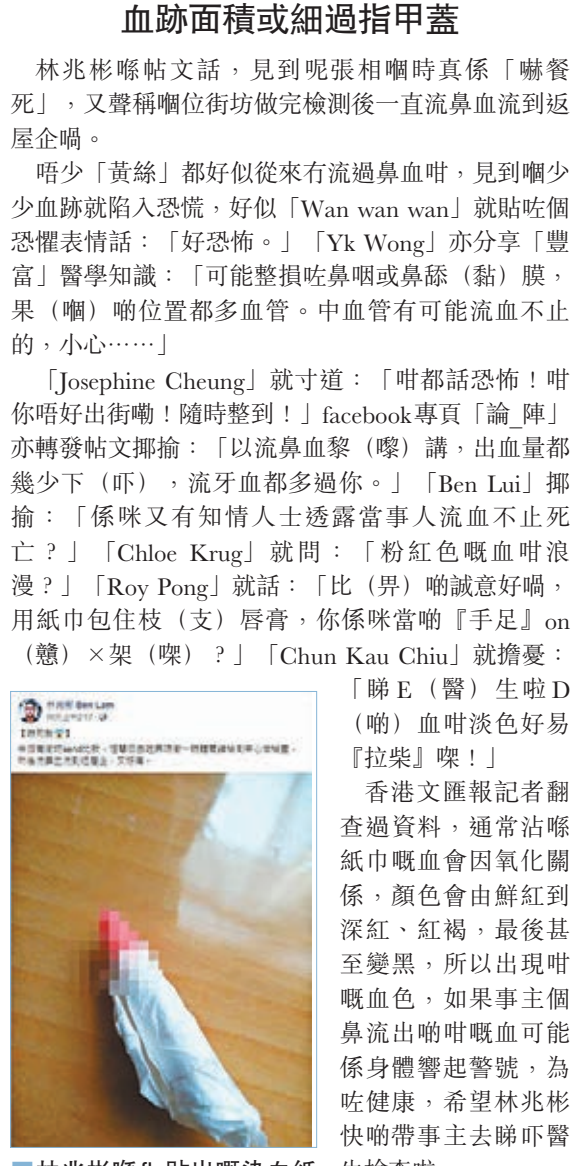 血跡面積或細過指甲蓋
林兆彬喺帖文話，見到呢張相嗰時真係「嚇餐
死」，又聲稱嗰位街坊做完檢測後一直流鼻血流到返
屋企喎。
唔少「黃絲」都好似從來冇流過鼻血咁，見到嗰少
少血跡就陷入恐慌，好似「Wan wan wan」就貼咗個
恐懼表情話：「好恐怖。」「Yk Wong」亦分享「豐
富」醫學知識：「可能整損咗鼻咽或鼻舔（黏）膜，
果（嗰）啲位置都多血管。中血管有可能流血不止
的，小心……」
「Josephine Cheung」就寸道：「咁都話恐怖！咁
你唔好出街嘞！隨時整到！」facebook專頁「論_陣」
亦轉發帖文揶揄：「以流鼻血黎（嚟）講，出血量都
幾少下（吓），流牙血都多過你。」「Ben Lui」揶
揄：「係咪又有知情人士透露當事人流血不止死
亡？」「Chloe Krug」就問：「粉紅色嘅血咁浪
漫？」「Roy Pong」就話：「比（畀）啲誠意好喎，
用紙巾包住枝（支）唇膏，你係咪當啲『手足』on
（戇）×架（㗎）？」「Chun Kau Chiu」就擔憂：
「睇E（醫）生啦D
（啲）血咁淡色好易
『拉柴』㗎！」
香港文匯報記者翻
查過資料，通常沾喺
紙巾嘅血會因氧化關
係，顏色會由鮮紅到
深紅、紅褐，最後甚
至變黑，所以出現咁
嘅血色，如果事主個
鼻流出啲咁嘅血可能
係身體響起警號，為
咗健康，希望林兆彬
快啲帶事主去睇吓醫
林兆彬 Ben Lam